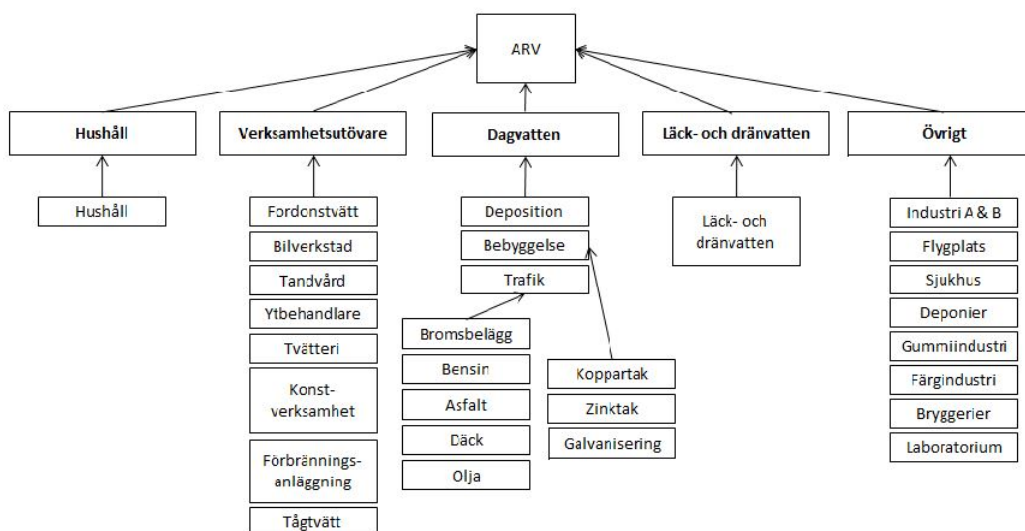 ARV
Hushåll
Verksamhetsutövare
Dagvatten
Läck- och dränvatten
Övrigt
Hushåll
Fordonstvätt
Bilverkstad
Tandvård
Ytbehandlare
Tvätteri
Konst-
verksamhet
Förbrännings-
anläggning
Tågtvätt
Deposition
Bebyggelse
Trafik
Bromsbelägg
Bensin
Asfalt
Däck
Olja
Koppartak
Zinktak
Galvanisering
Läck- och
dränvatten
Industri A & B
Flygplats
Sjukhus
Deponier
Gummiindustri
Färgindustri
Bryggerier
Laboratorium